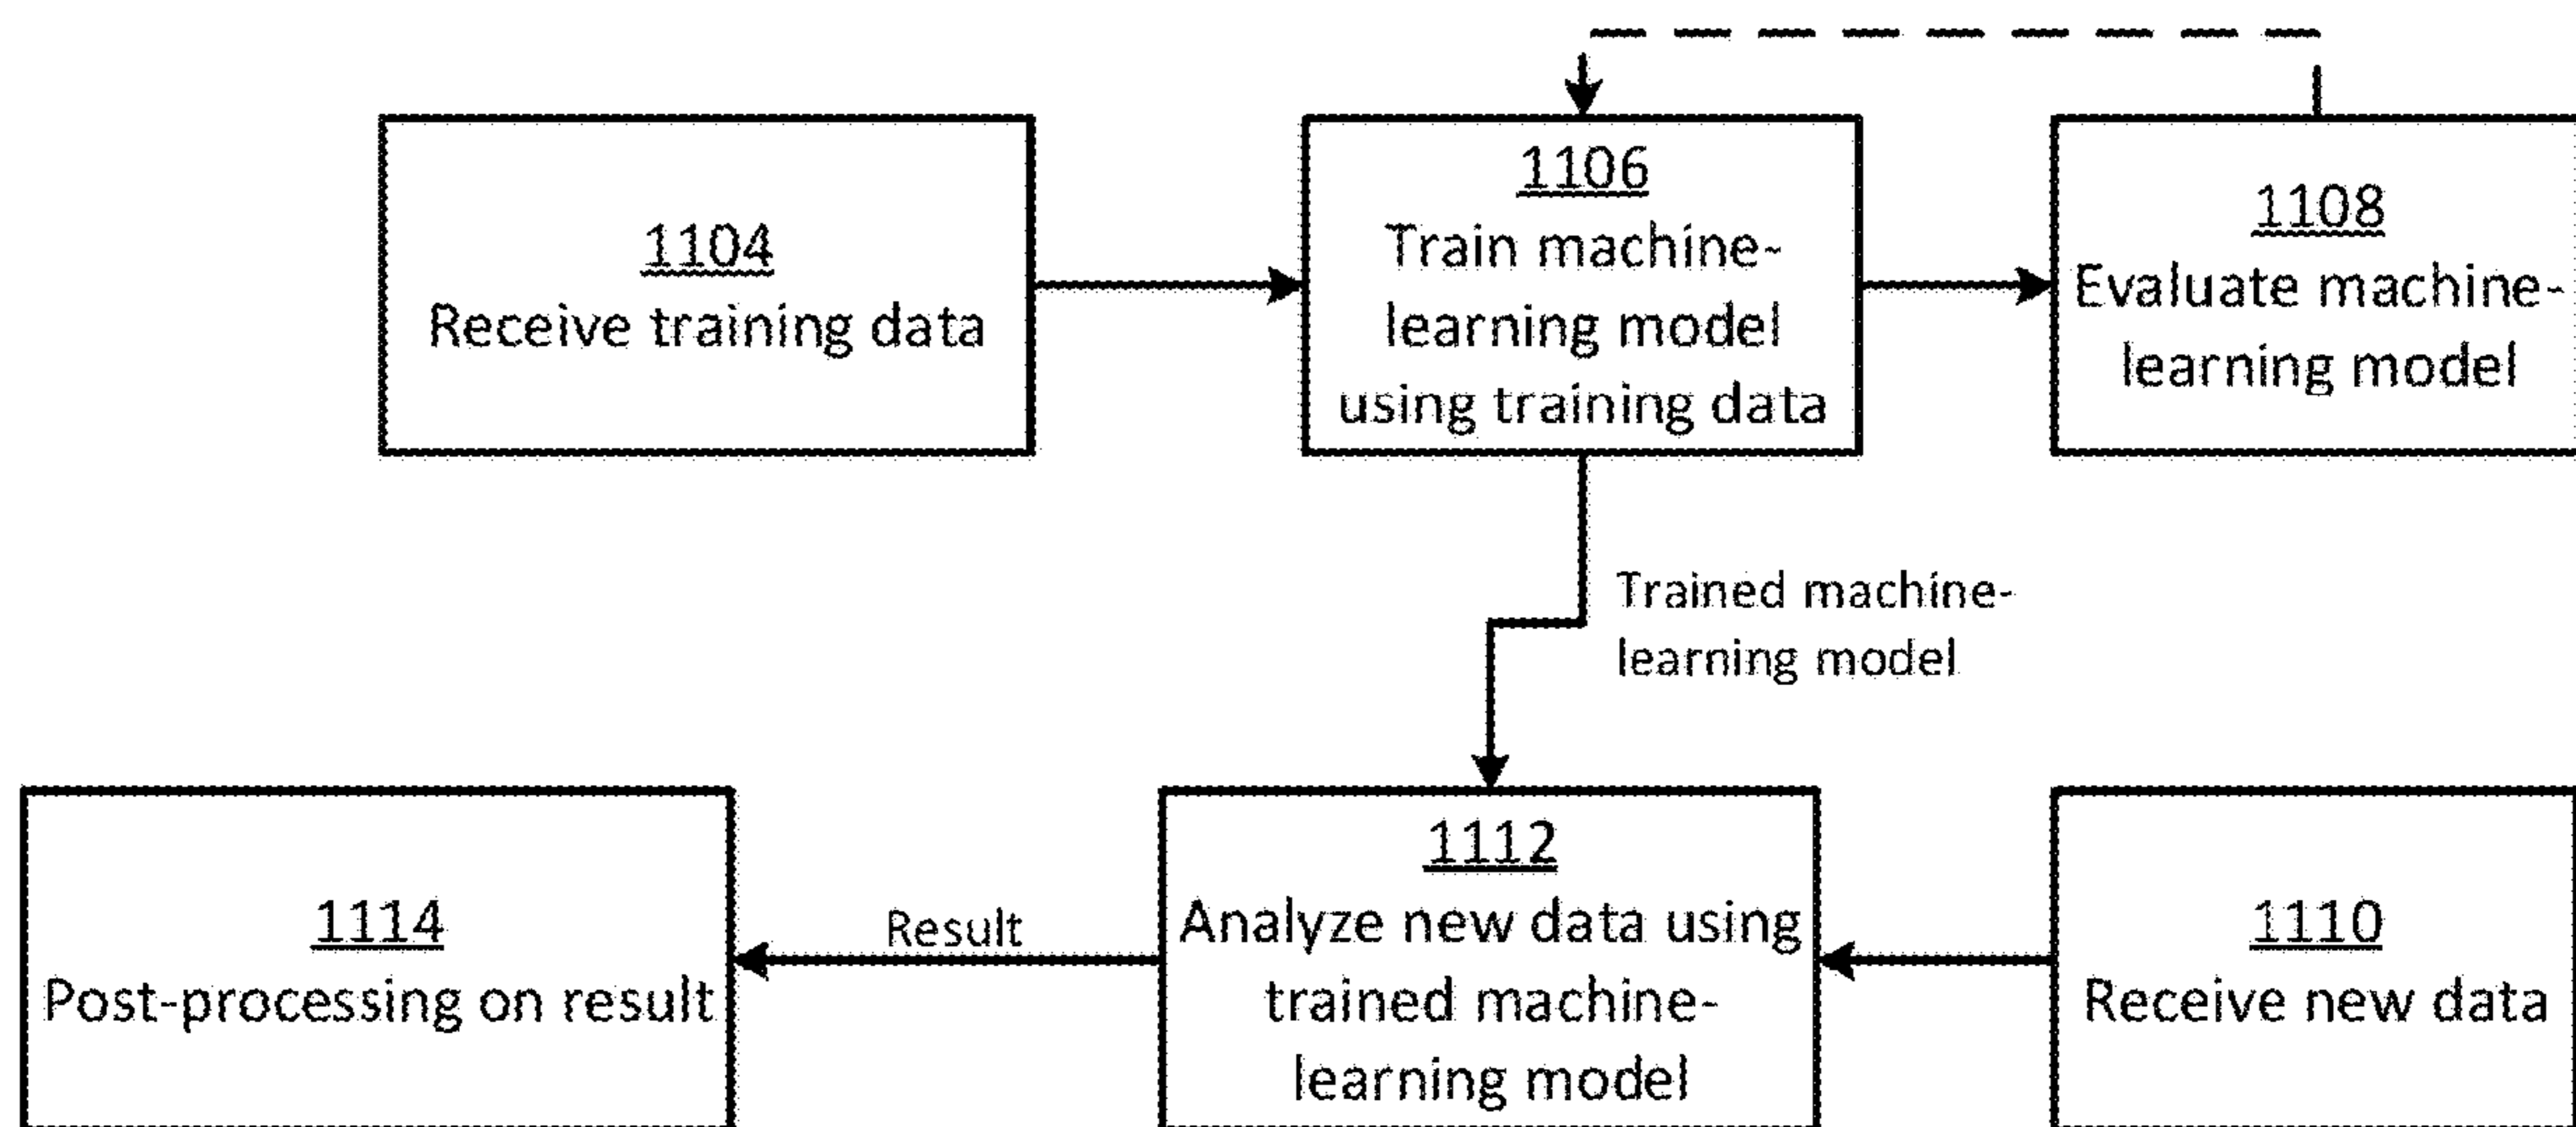 1104
Receive training data
1106
Train machine-
learning model
using training data
1108
Evaluate machine-
learning model
Trained machine-
learning model
1114
Post-processing on result
Result
1112
Analyze new data using
trained machine-
learning model
1110
Receive new data